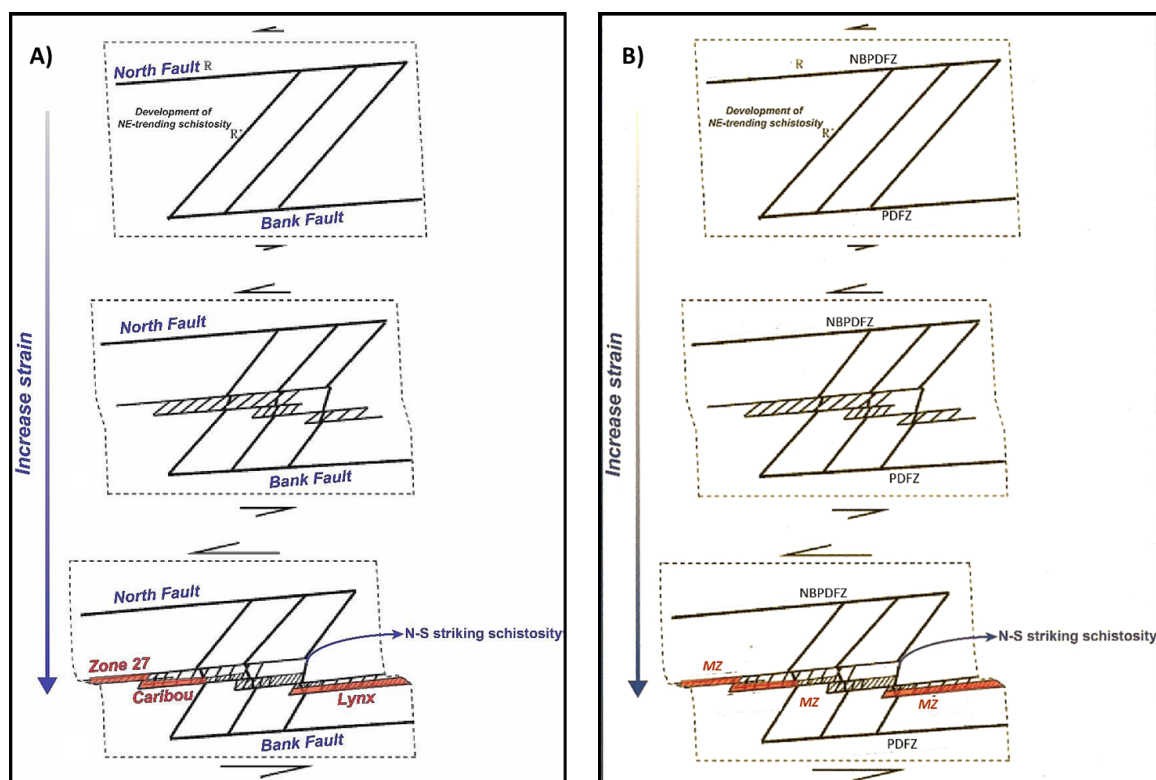 A)
North Fault
R
Development of
NE-trending schistosity
R'
Bank Fault
North Fault
Bank Fault
Increase strain
North Fault
N-S striking schistosity
Zone 27
Caribou
Lynx
Bank Fault
B)
R
NBPDFZ
Development of
NE-trending schistosity
R'
PDFZ
NBPDFZ
PDFZ
Increase strain
NBPDFZ
N-S striking schistosity
MZ
MZ
MZ
PDFZ